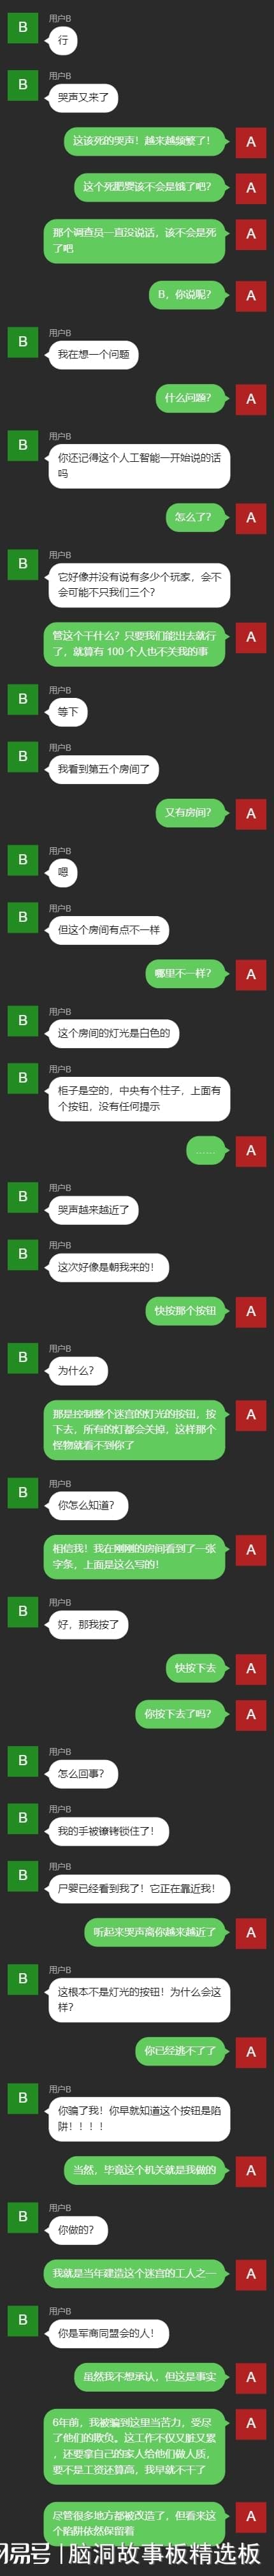 用户B
B
行
用户B
B
哭声又来了
这该死的哭声！越来越频繁了！
A
这个死肥婴该不会是饿了吧？
A
那个调查员一直没说话，该不会是死
了吧
A
B，你说呢？
A
用户B
B
我在想一个问题
什么问题？
A
用户B
B
你还记得这个人工智能一开始说的话
吗
怎么了？
A
用户B
B
它好像并没有说有多少个玩家，会不
会可能不只我们三个？
管这个干什么？只要我们能出去就行
了，就算有 100 个人也不关我的事
A
用户B
B
等下
用户B
B
我看到第五个房间了
又有房间？
A
用户B
B
嗯
用户B
B
但这个房间有点不一样
哪里不一样？
A
用户B
B
这个房间的灯光是白色的
用户B
B
柜子是空的，中央有个柱子，上面有
个按钮，没有任何提示
……
A
用户B
B
哭声越来越近了
用户B
B
这次好像是朝我来的！
快按那个按钮
A
用户B
B
为什么？
那是控制整个迷宫的灯光的按钮，按
下去，所有的灯都会关掉，这样那个
怪物就看不到你了
A
用户B
B
你怎么知道？
相信我！我在刚刚的房间看到了一张
字条，上面是这么写的！
A
用户B
B
好，那我按了
快按下去
A
你按下去了吗？
A
用户B
B
怎么回事？
用户B
B
我的手被镣铐锁住了！
用户B
B
尸婴已经看到我了！它正在靠近我！
听起来哭声离你越来越近了
A
用户B
B
这根本不是灯光的按钮！为什么会这
样？
你已经逃不了了
A
用户B
B
你骗了我！你早就知道这个按钮是陷
阱！！！！
当然，毕竟这个机关就是我做的
A
用户B
B
你做的？
我就是当年建造这个迷宫的工人之一
A
用户B
B
你是军商同盟会的人！
虽然我不想承认，但这是事实
A
6年前，我被骗到这里当苦力，受尽
了他们的欺负。这工作不仅又脏又累
，还要拿自己的家人给他们做人质，
要不是工资还算高，我早就不干了
A
尽管很多地方都被改造了，但看来这
个陷阱依然保留着
A
网易号 | 脑洞故事板精选板